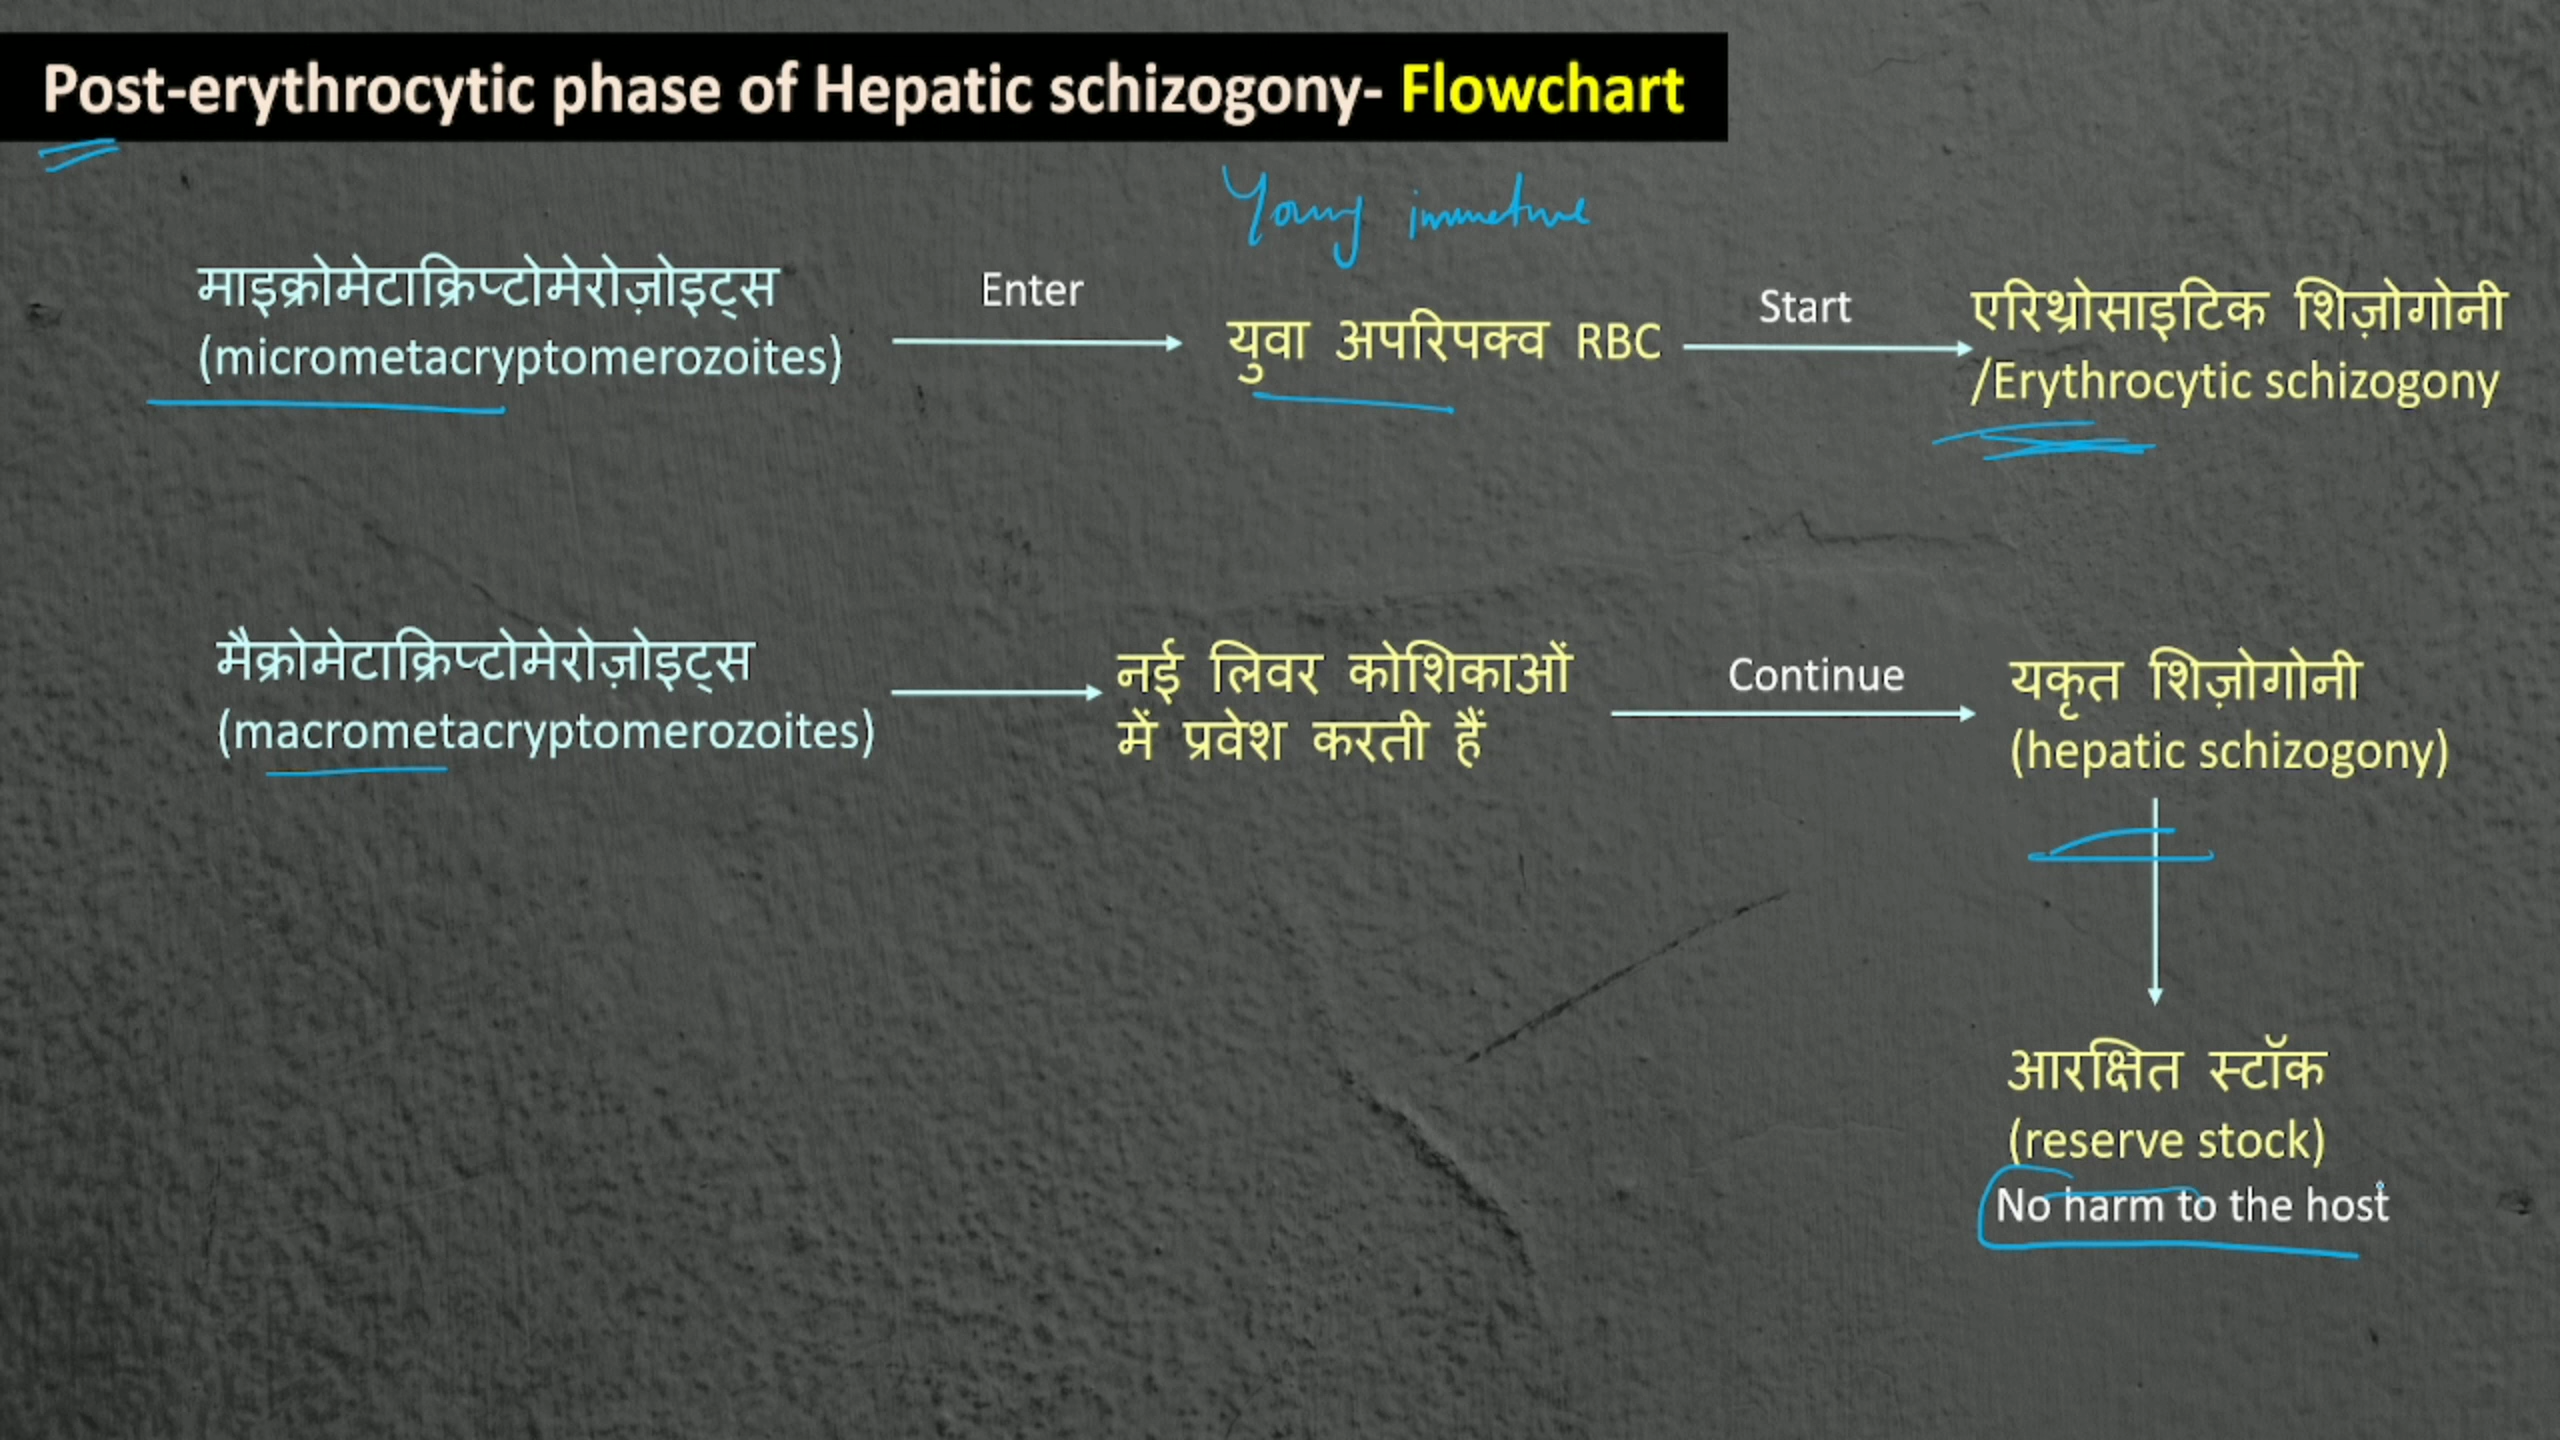 Post-erythrocytic phase of Hepatic schizogony- Flowchart
Young immature
माइक्रोमेटाक्रिप्टोमेरोज़ोइट्स
(micrometacryptomerozoites)
Enter
युवा अपरिपक्व RBC
Start
एरिथ्रोसाइटिक शिज़ोगोनी
/Erythrocytic schizogony
मैक्रोमेटाक्रिप्टोमेरोज़ोइट्स
(macrometacryptomerozoites)
नई लिवर कोशिकाओं
में प्रवेश करती हैं
Continue
यकृत शिज़ोगोनी
(hepatic schizogony)
आरक्षित स्टॉक
(reserve stock)
No harm to the host